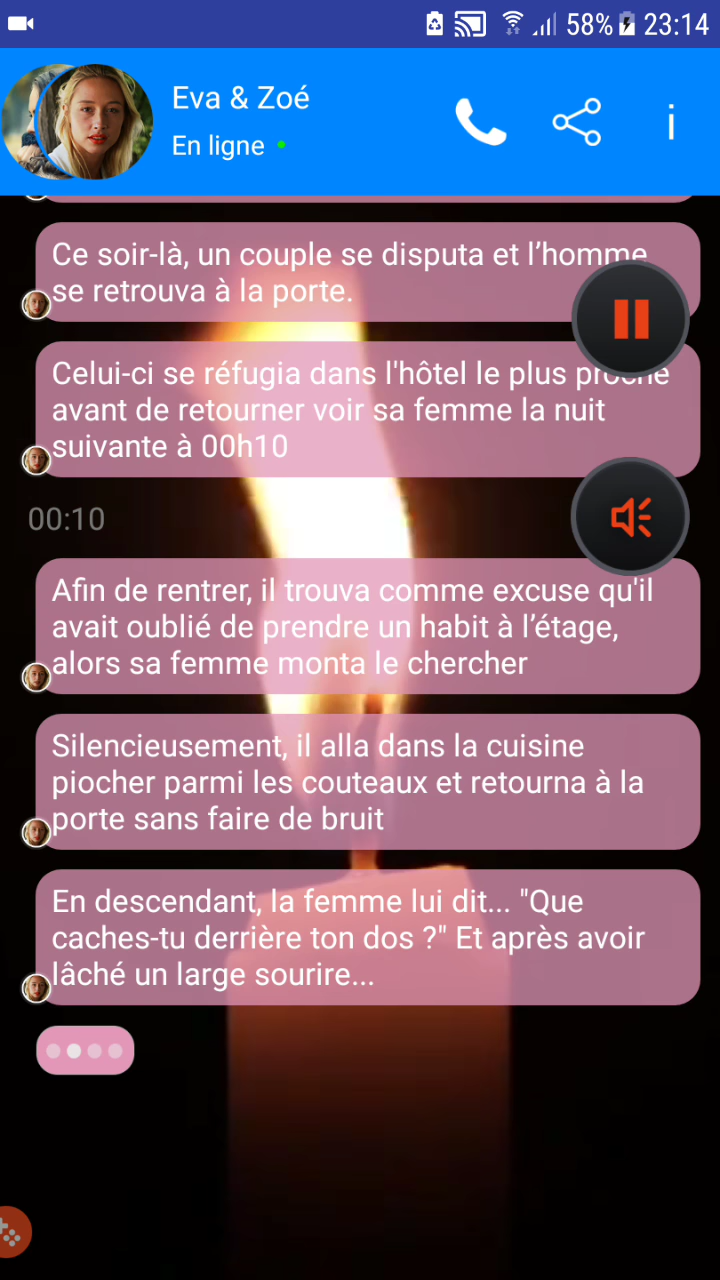 58% 23:14
Eva & Zoé
En ligne
Ce soir-là, un couple se disputa et l’homme
se retrouva à la porte.
Celui-ci se réfugia dans l'hôtel le plus proche
avant de retourner voir sa femme la nuit
suivante à 00h10
00:10
Afin de rentrer, il trouva comme excuse qu'il
avait oublié de prendre un habit à l’étage,
alors sa femme monta le chercher
Silencieusement, il alla dans la cuisine
piocher parmi les couteaux et retourna à la
porte sans faire de bruit
En descendant, la femme lui dit... "Que
caches-tu derrière ton dos ?" Et après avoir
lâché un large sourire...